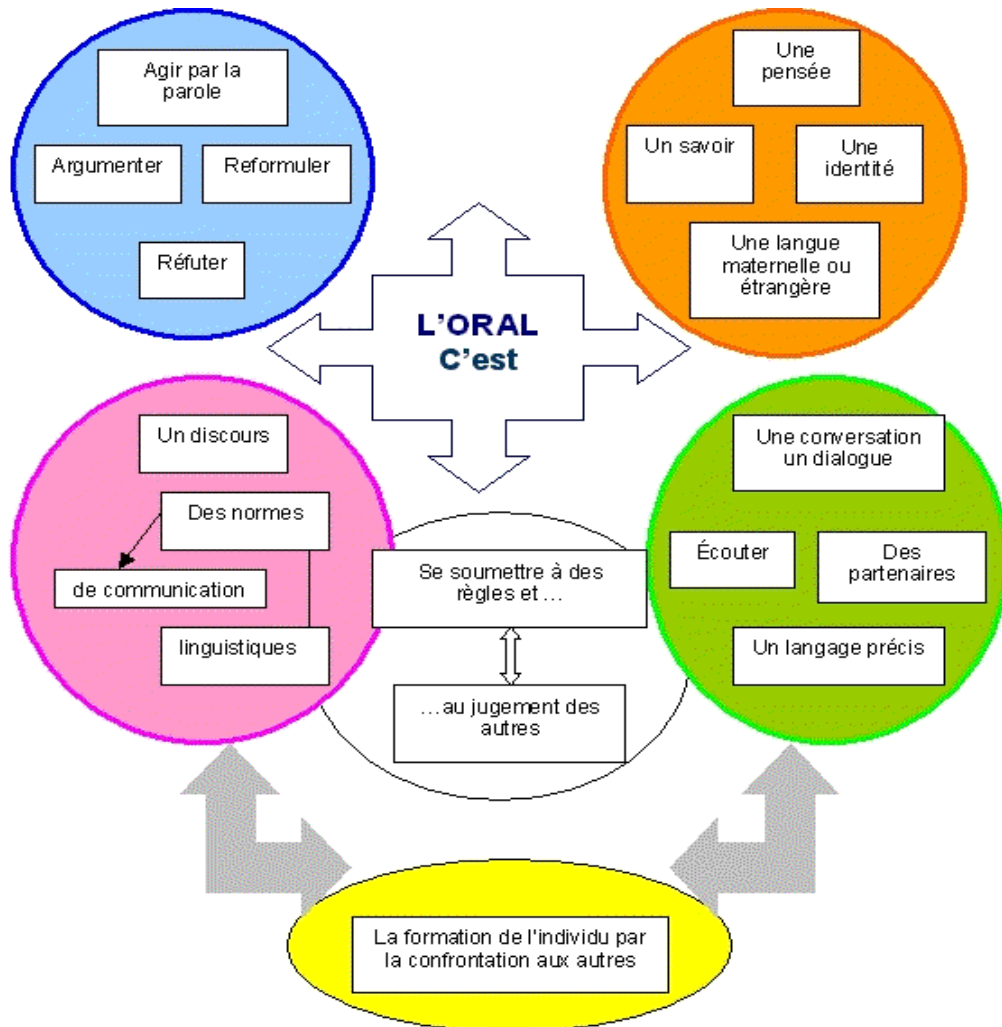 Agir par la
parole
Argumenter
Reformuler
Réfuter
Une
pensée
Un savoir
Une
identité
Une langue
maternelle ou
étrangère
L'ORAL
C'est
Un discours
Des normes
de communication
linguistiques
Se soumettre à des
règles et ...
...au jugement des
autres
Une conversation
un dialogue
Écouter
Des
partenaires
Un langage précis
La formation de l'individu par
la confrontation aux autres